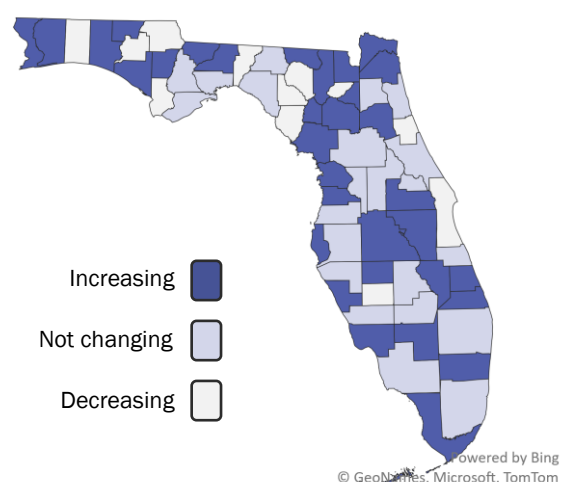 Increasing
Not changing
Decreasing
Powered by Bing
© GeoNames, Microsoft, TomTom